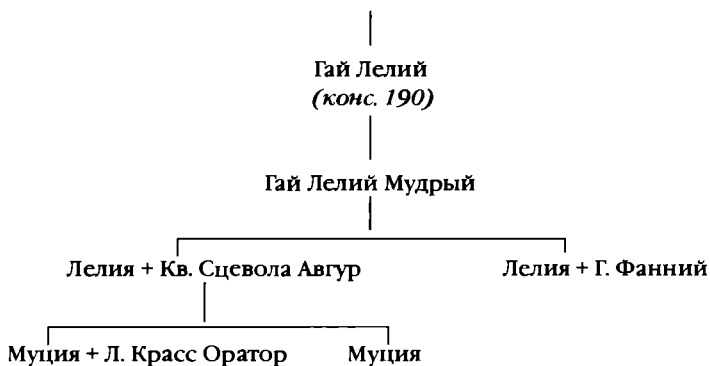 Гай Лелий
(конс. 190)
Гай Лелий Мудрый
Лелия + Кв. Сцевола Авгур Лелия + Г. Фанний
Муция + Л. Красс Оратор Муция